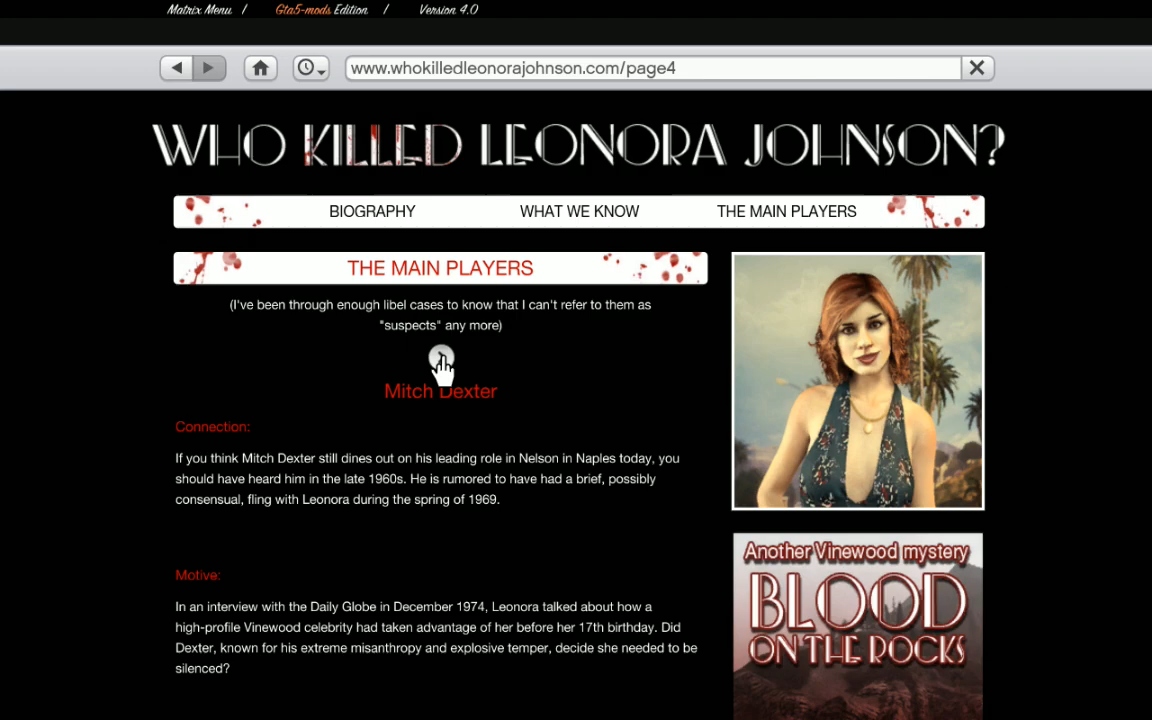 Matrix Menu / Gta5-mods Edition / Version 4.0
www.whokilledleonorajohnson.com/page4
WHO KILLED LEONORA JOHNSON?
BIOGRAPHY WHAT WE KNOW THE MAIN PLAYERS
THE MAIN PLAYERS
(I've been through enough libel cases to know that I can't refer to them as
"suspects" any more)
Mitch Dexter
Connection:
If you think Mitch Dexter still dines out on his leading role in Nelson in Naples today, you
should have heard him in the late 1960s. He is rumored to have had a brief, possibly
consensual, fling with Leonora during the spring of 1969.
Motive:
In an interview with the Daily Globe in December 1974, Leonora talked about how a
high-profile Vinewood celebrity had taken advantage of her before her 17th birthday. Did
Dexter, known for his extreme misanthropy and explosive temper, decide she needed to be
silenced?
Another Vinewood mystery
BLOOD
ON THE ROCKS